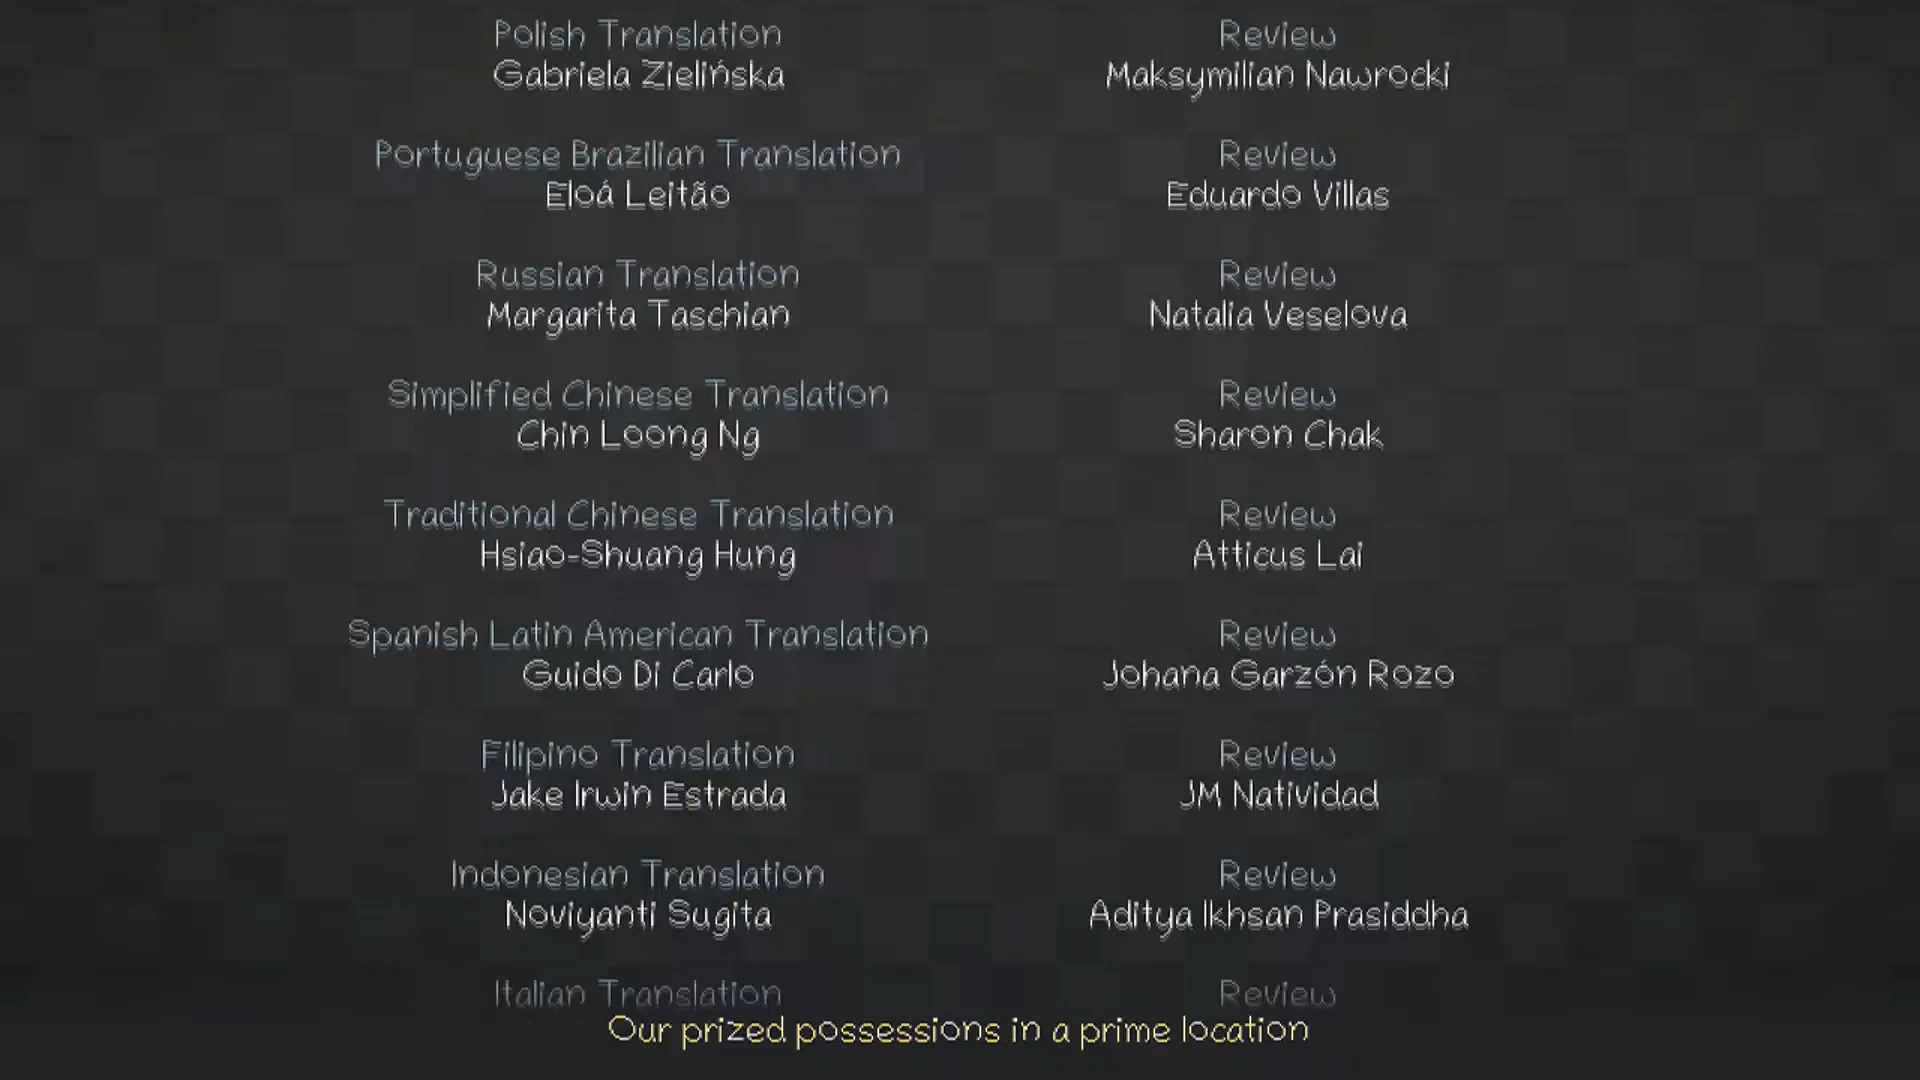 Polish Translation
Gabriela Zielińska
Review
Maksymilian Nawrocki
Portuguese Brazilian Translation
Eloá Leitão
Review
Eduardo Villas
Russian Translation
Margarita Taschian
Review
Natalia Veselova
Simplified Chinese Translation
Chin Loong Ng
Review
Sharon Chak
Traditional Chinese Translation
Hsiao-Shuang Hung
Review
Atticus Lai
Spanish Latin American Translation
Guido Di Carlo
Review
Johana Garzón Rozo
Filipino Translation
Jake Irwin Estrada
Review
JM Natividad
Indonesian Translation
Noviyanti Sugita
Review
Aditya Ikhsan Prasiddha
Italian Translation
Review
Our prized possessions in a prime location